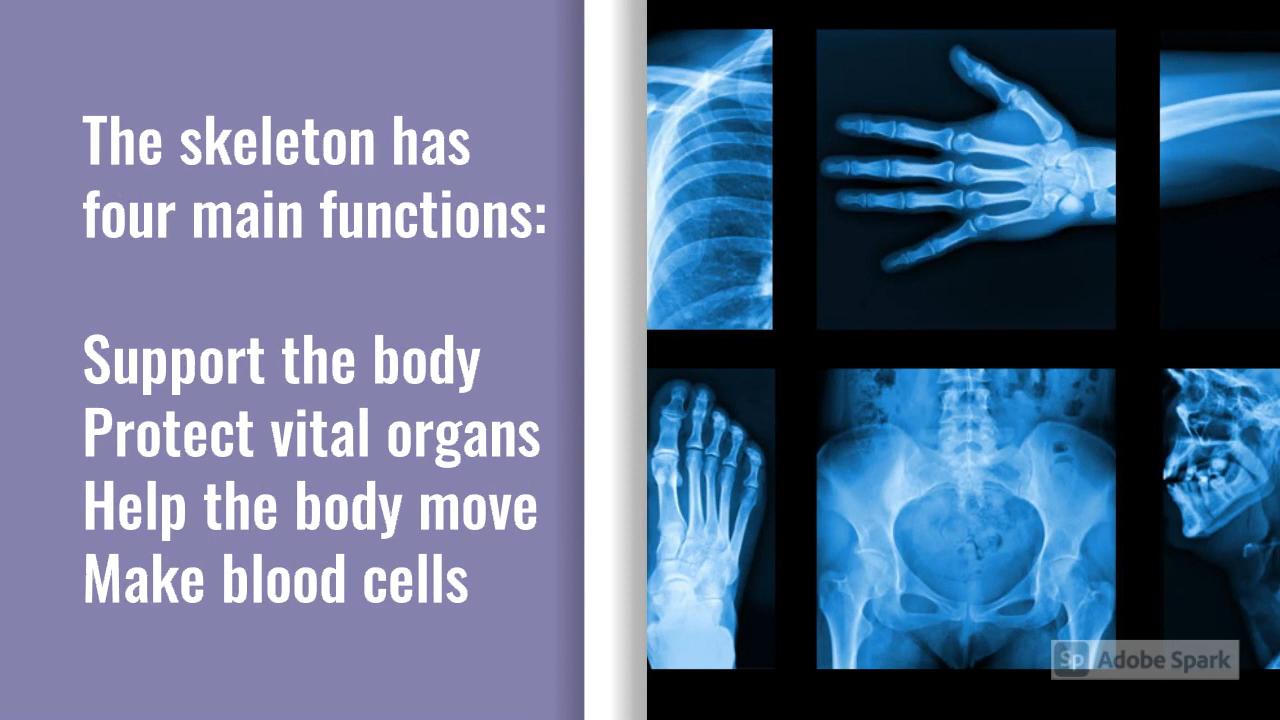 The skeleton has
four main functions:
Support the body
Protect vital organs
Help the body move
Make blood cells
Sp Adobe Spark